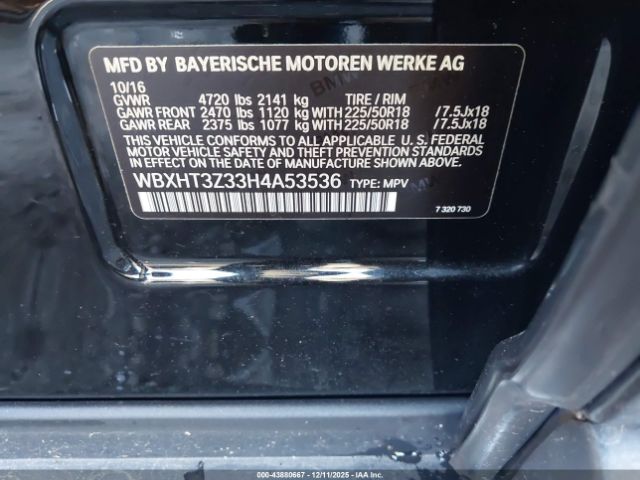 MFD BY BAYERISCHE MOTOREN WERKE AG
10/16
GVWR 4720 lbs 2141 kg TIRE / RIM
GAWR FRONT 2470 lbs 1120 kg WITH 225/50R18 /7.5Jx18
GAWR REAR 2375 lbs 1077 kg WITH 225/50R18 /7.5Jx18
THIS VEHICLE CONFORMS TO ALL APPLICABLE U. S. FEDERAL
MOTOR VEHICLE SAFETY AND THEFT PREVENTION STANDARDS
IN EFFECT ON THE DATE OF MANUFACTURE SHOWN ABOVE.
WBXHT3Z33H4A53536 TYPE: MPV
7 320 730
000-43880667 - 12/11/2025 - IAAI.com